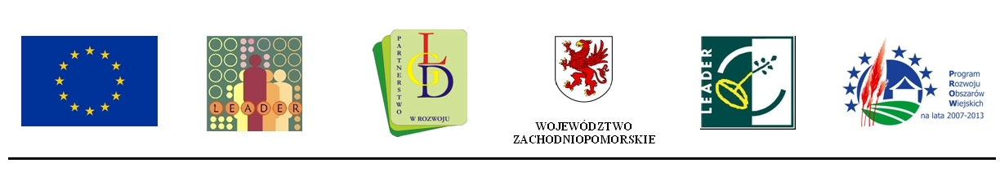 LEADER
PARTNERSTWO
LGD
W ROZWOJU
WOJEWÓDZTWO
ZACHODNIOPOMORSKIE
LEADER
Program
Rozwoju
Obszarów
Wiejskich
na lata 2007-2013